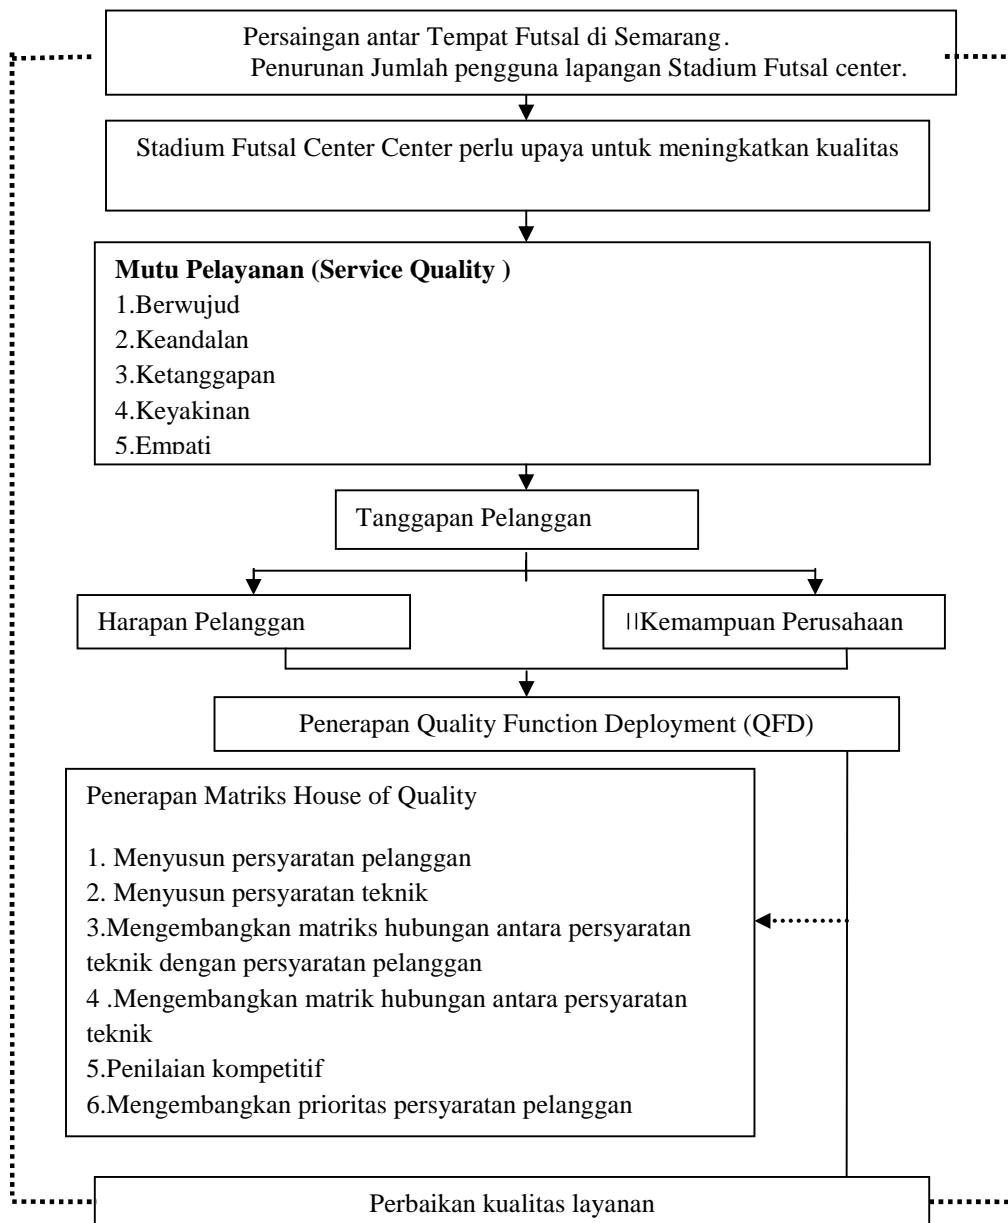 Persaingan antar Tempat Futsal di Semarang.
Penurunan Jumlah pengguna lapangan Stadium Futsal center.
Stadium Futsal Center Center perlu upaya untuk meningkatkan kualitas
Mutu Pelayanan (Service Quality )
1.Berwujud
2.Keandalan
3.Ketanggapan
4.Keyakinan
5.Empati
Tanggapan Pelanggan
Harapan Pelanggan
Kemampuan Perusahaan
Penerapan Quality Function Deployment (QFD)
Penerapan Matriks House of Quality
1. Menyusun persyaratan pelanggan
2. Menyusun persyaratan teknik
3.Mengembangkan matriks hubungan antara persyaratan
teknik dengan persyaratan pelanggan
4 .Mengembangkan matrik hubungan antara persyaratan
teknik
5.Penilaian kompetitif
6.Mengembangkan prioritas persyaratan pelanggan
Perbaikan kualitas layanan